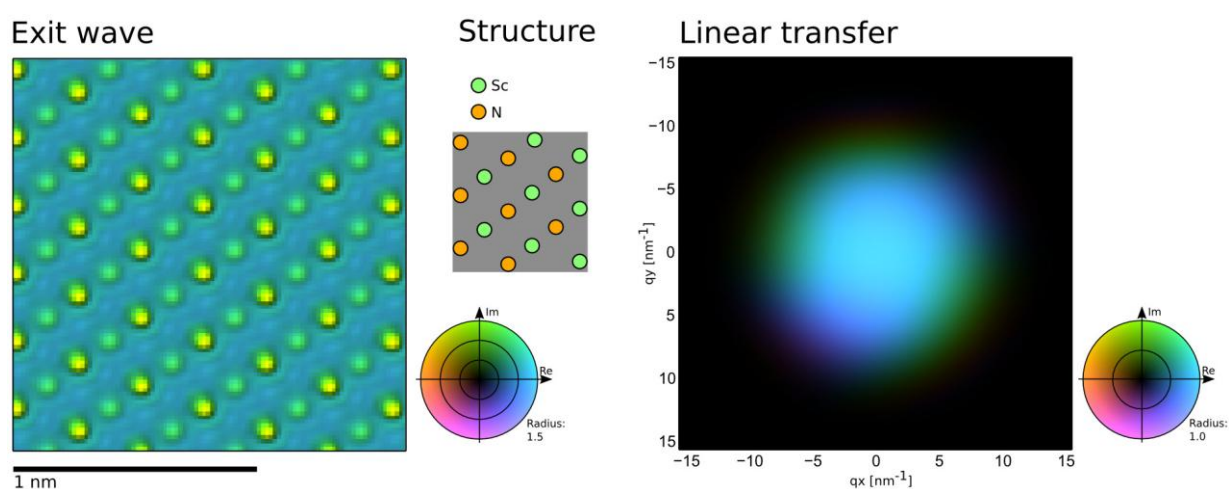 Exit wave
Structure
Linear transfer
Sc
N
Im
Re
Radius:
1.5
1 nm
−15
−10
−5
0
5
10
15
qy [nm⁻¹]
−15
−10
−5
0
5
10
15
qx [nm⁻¹]
Im
Re
Radius:
1.0